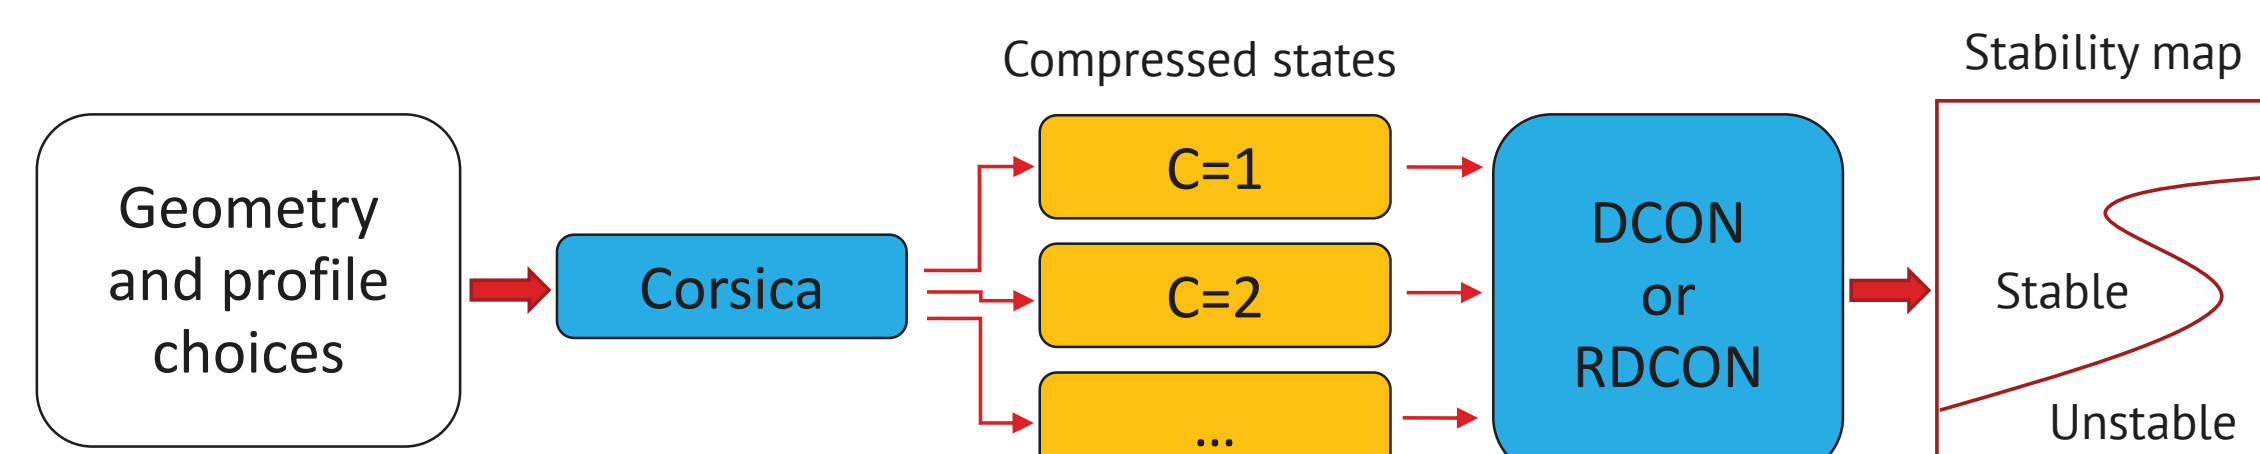 Geometry
and profile
choices
Corsica
Compressed states
C=1
C=2
...
DCON
or
RDCON
Stability map
Stable
Unstable